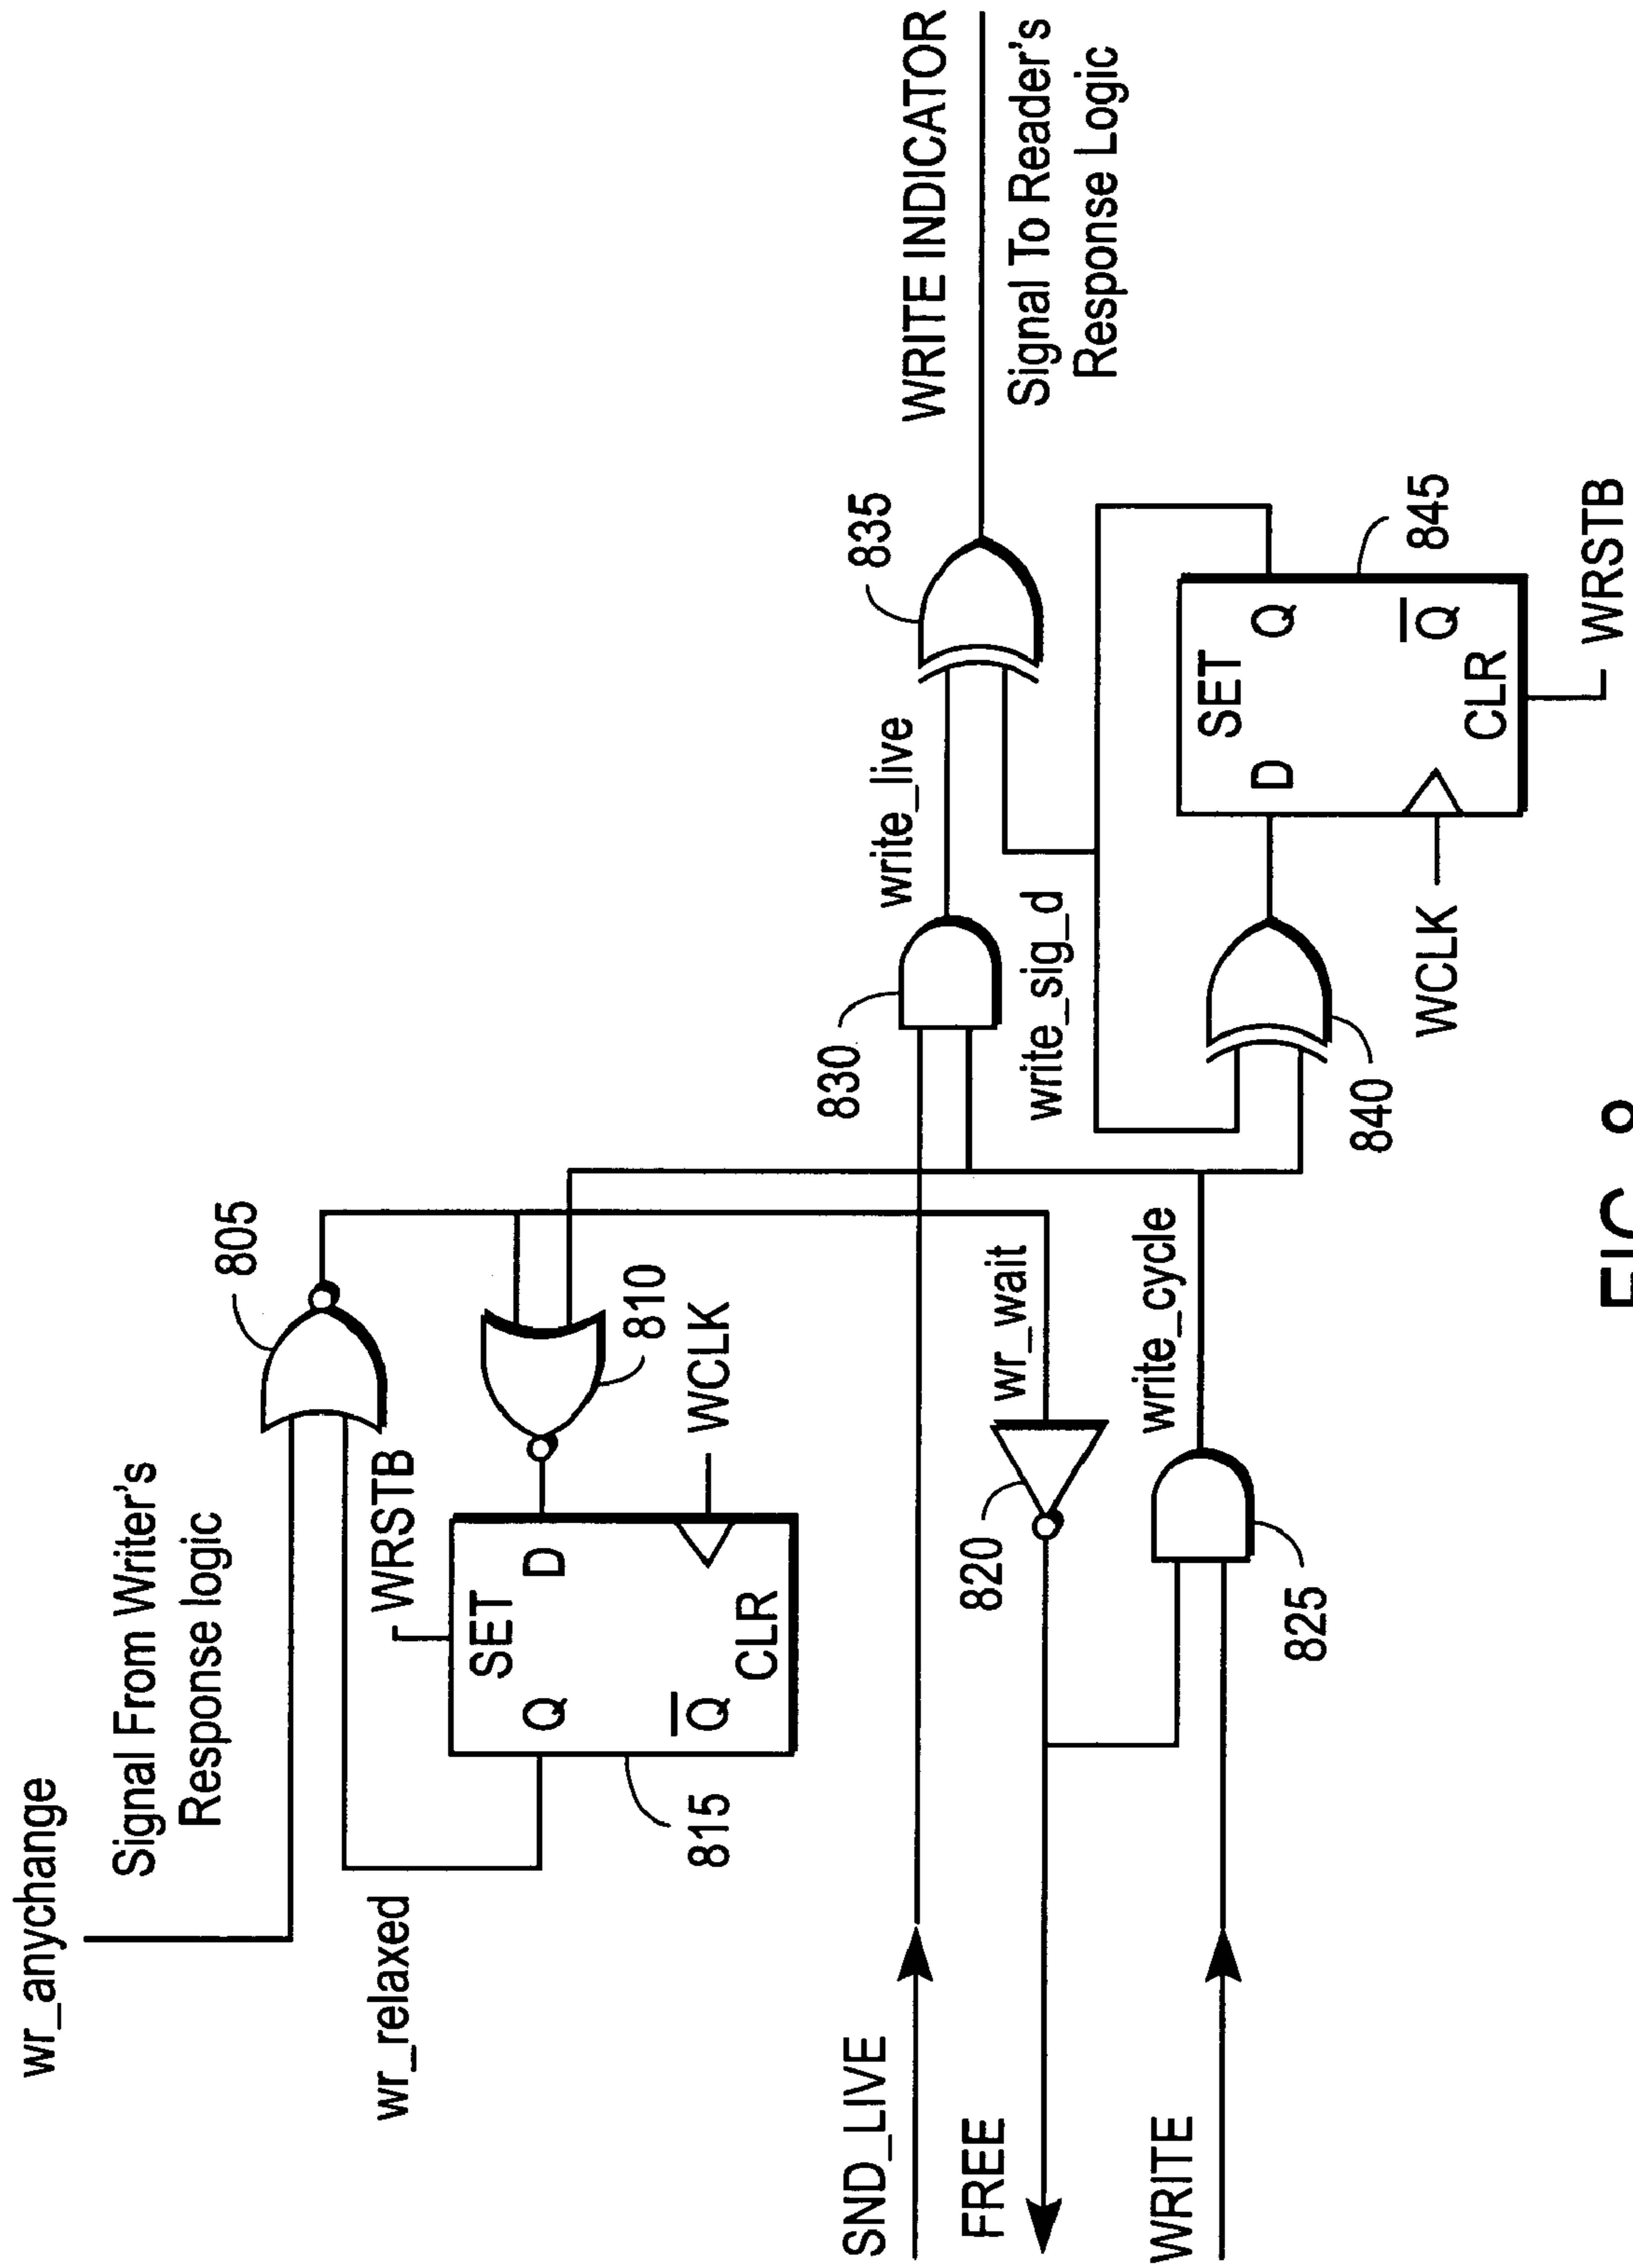 wr_anychange
Signal From Writer's
Response logic
805
wr_relaxed
WRSTB
SET
Q
D
Q
CLR
815
810
WCLK
SND_LIVE
830
write_live
835
WRITE INDICATOR
Signal To Reader's
Response Logic
FREE
820
wr_wait
write_sig_d
WRITE
825
write_cycle
840
SET
D
Q
Q
CLR
845
WCLK
WRSTB
FIG. 8